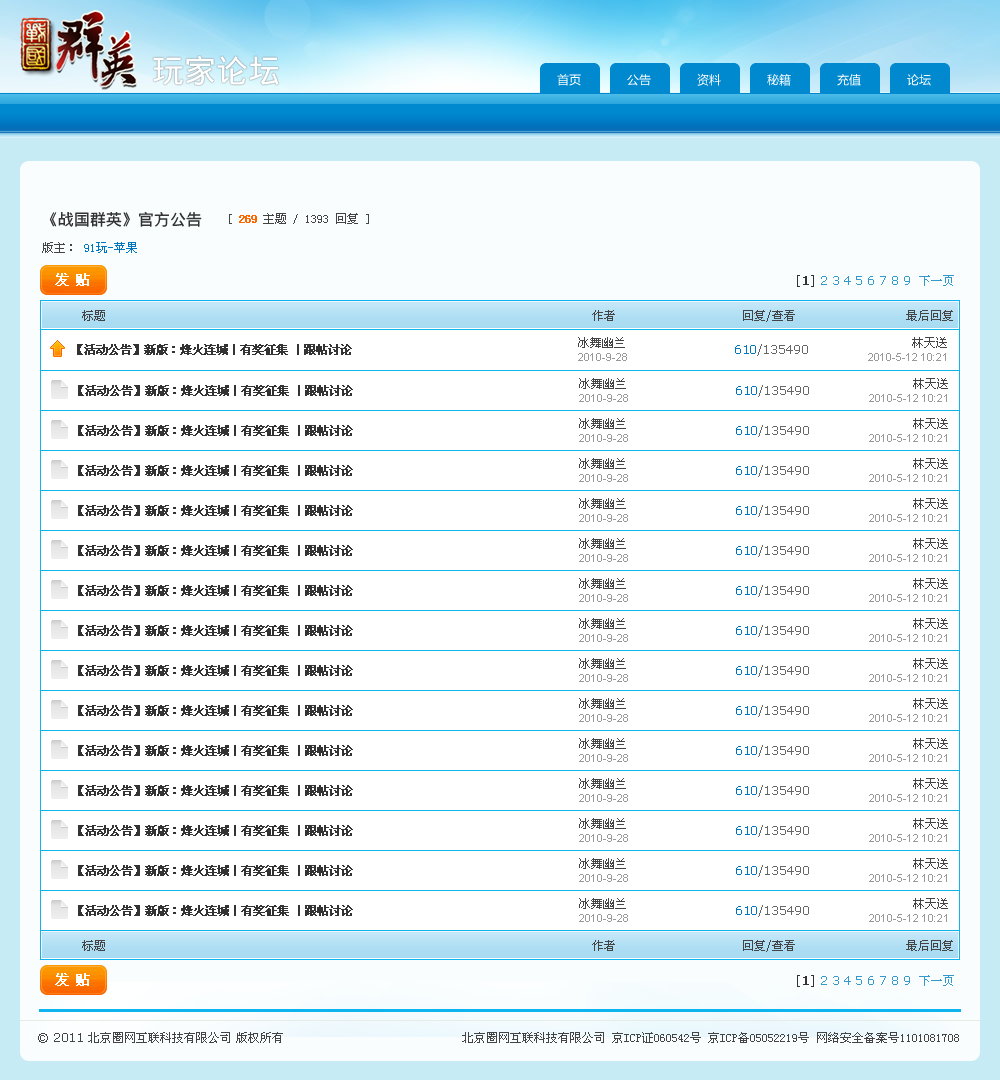 戰國群英 玩家论坛
首页 公告 资料 秘籍 充值 论坛
《战国群英》官方公告 [ 269 主题 / 1393 回复 ]
版主： 91玩-苹果
发 贴 [1] 2 3 4 5 6 7 8 9 下一页
标题 作者 回复/查看 最后回复
【活动公告】新版：烽火连城丨有奖征集 丨跟帖讨论 冰舞幽兰 610/135490 林天送
2010-9-28 2010-5-12 10:21
【活动公告】新版：烽火连城丨有奖征集 丨跟帖讨论 冰舞幽兰 610/135490 林天送
2010-9-28 2010-5-12 10:21
【活动公告】新版：烽火连城丨有奖征集 丨跟帖讨论 冰舞幽兰 610/135490 林天送
2010-9-28 2010-5-12 10:21
【活动公告】新版：烽火连城丨有奖征集 丨跟帖讨论 冰舞幽兰 610/135490 林天送
2010-9-28 2010-5-12 10:21
【活动公告】新版：烽火连城丨有奖征集 丨跟帖讨论 冰舞幽兰 610/135490 林天送
2010-9-28 2010-5-12 10:21
【活动公告】新版：烽火连城丨有奖征集 丨跟帖讨论 冰舞幽兰 610/135490 林天送
2010-9-28 2010-5-12 10:21
【活动公告】新版：烽火连城丨有奖征集 丨跟帖讨论 冰舞幽兰 610/135490 林天送
2010-9-28 2010-5-12 10:21
【活动公告】新版：烽火连城丨有奖征集 丨跟帖讨论 冰舞幽兰 610/135490 林天送
2010-9-28 2010-5-12 10:21
【活动公告】新版：烽火连城丨有奖征集 丨跟帖讨论 冰舞幽兰 610/135490 林天送
2010-9-28 2010-5-12 10:21
【活动公告】新版：烽火连城丨有奖征集 丨跟帖讨论 冰舞幽兰 610/135490 林天送
2010-9-28 2010-5-12 10:21
【活动公告】新版：烽火连城丨有奖征集 丨跟帖讨论 冰舞幽兰 610/135490 林天送
2010-9-28 2010-5-12 10:21
【活动公告】新版：烽火连城丨有奖征集 丨跟帖讨论 冰舞幽兰 610/135490 林天送
2010-9-28 2010-5-12 10:21
【活动公告】新版：烽火连城丨有奖征集 丨跟帖讨论 冰舞幽兰 610/135490 林天送
2010-9-28 2010-5-12 10:21
【活动公告】新版：烽火连城丨有奖征集 丨跟帖讨论 冰舞幽兰 610/135490 林天送
2010-9-28 2010-5-12 10:21
【活动公告】新版：烽火连城丨有奖征集 丨跟帖讨论 冰舞幽兰 610/135490 林天送
2010-9-28 2010-5-12 10:21
标题 作者 回复/查看 最后回复
发 贴 [1] 2 3 4 5 6 7 8 9 下一页
© 2011 北京圈网互联科技有限公司 版权所有 北京圈网互联科技有限公司 京ICP证060542号 京ICP备05052219号 网络安全备案号1101081708